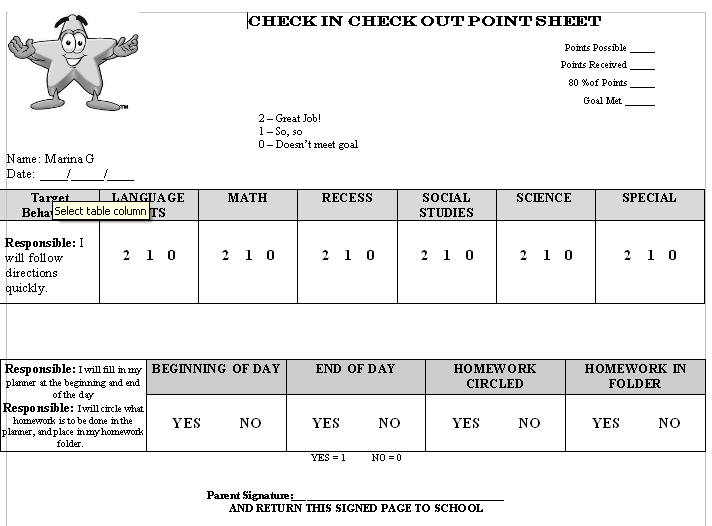 CHECK IN CHECK OUT POINT SHEET
Points Possible _____
Points Received _____
80 %of Points _____
Goal Met ______
2 – Great Job!
1 – So, so
0 – Doesn't meet goal
TM
Name: Marina G
Date: ____/_____/____
Target LANGUAGE MATH RECESS SOCIAL SCIENCE SPECIAL
Beha TS STUDIES
Select table column
Responsible: I
will follow
directions
quickly.
2 1 0 2 1 0 2 1 0 2 1 0 2 1 0 2 1 0
Responsible: I will fill in my
planner at the beginning and end
of the day
BEGINNING OF DAY END OF DAY HOMEWORK HOMEWORK IN
CIRCLED FOLDER
Responsible: I will circle what
homework is to be done in the
planner, and place in my homework
folder.
YES NO YES NO YES NO YES NO
YES = 1 NO = 0
Parent Signature:______________________________________
AND RETURN THIS SIGNED PAGE TO SCHOOL